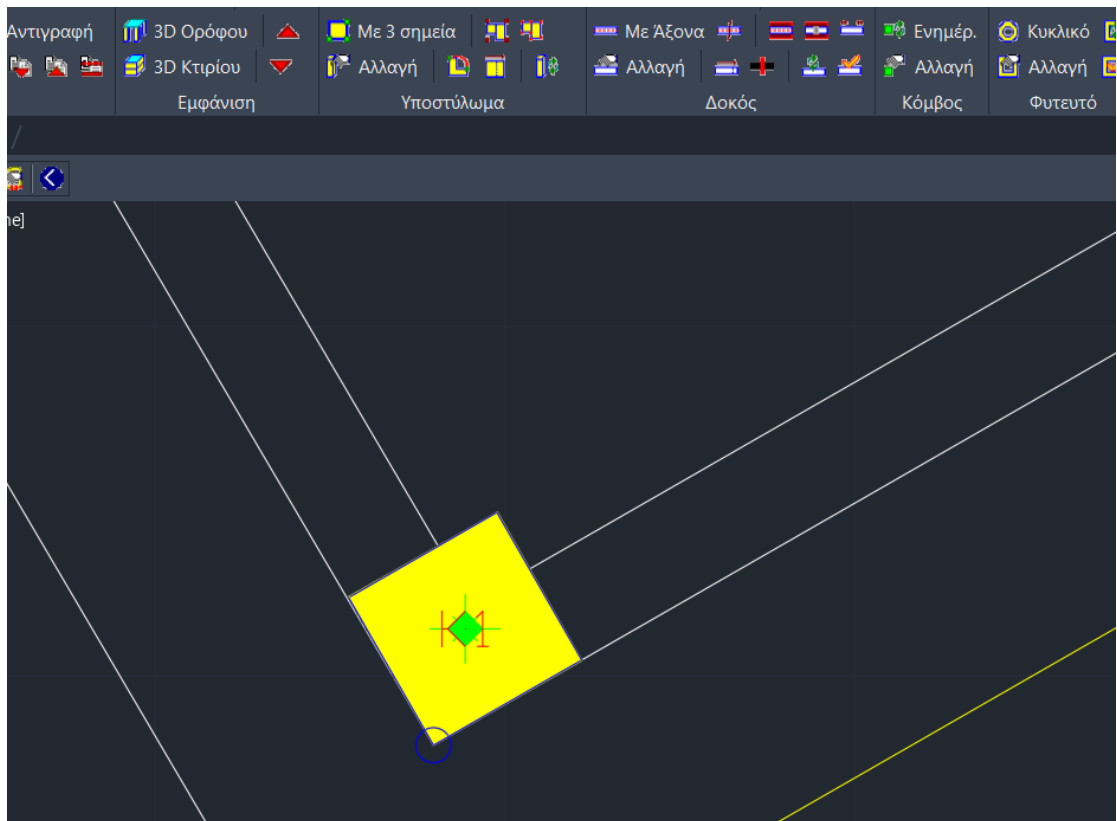 Αντιγραφή 3D Ορόφου Με 3 σημεία Με Άξονα Ενημέρ. Κυκλικό
3D Κτιρίου Αλλαγή Αλλαγή Αλλαγή Αλλαγή
Εμφάνιση Υποστύλωμα Δοκός Κόμβος Φυτευτό
ne]
K1